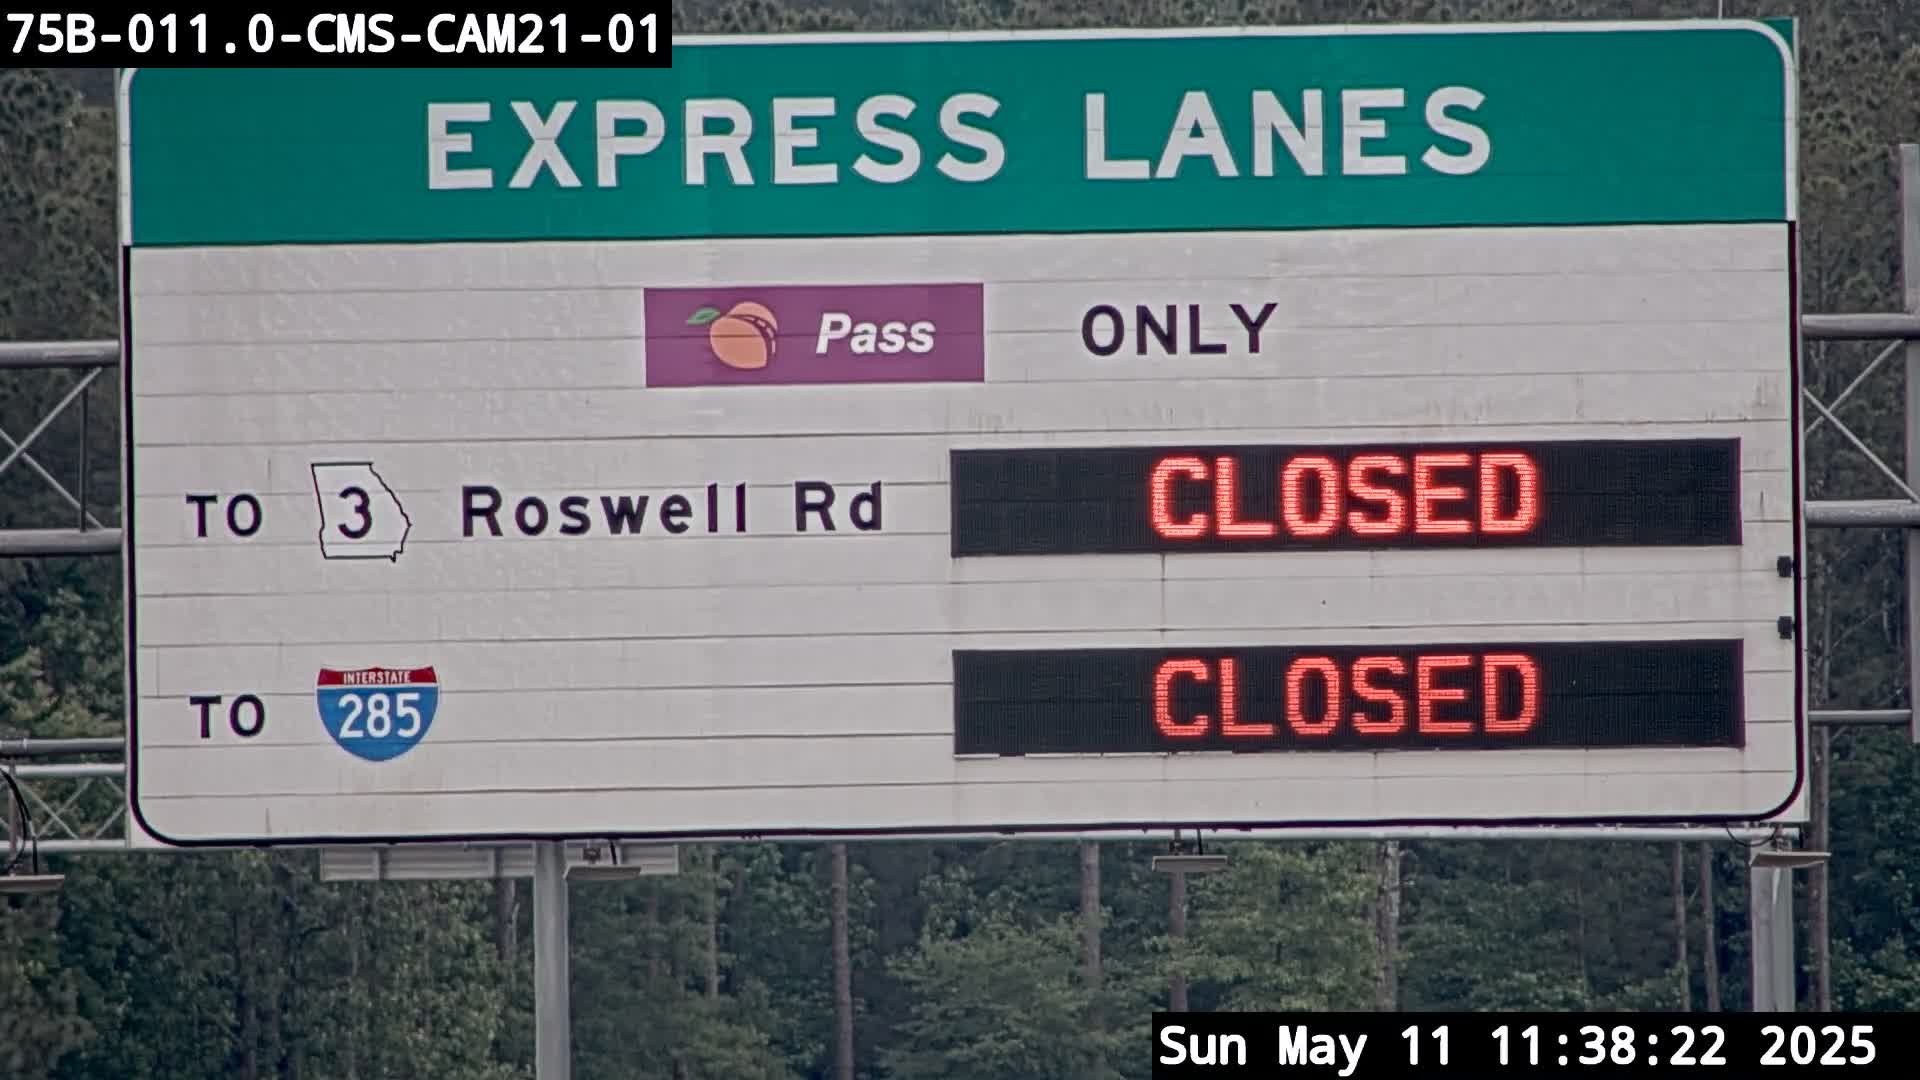 75B-011.0-CMS-CAM21-01
EXPRESS LANES
Pass ONLY
TO 3 Roswell Rd CLOSED
INTERSTATE
TO 285 CLOSED
Sun May 11 11:38:22 2025